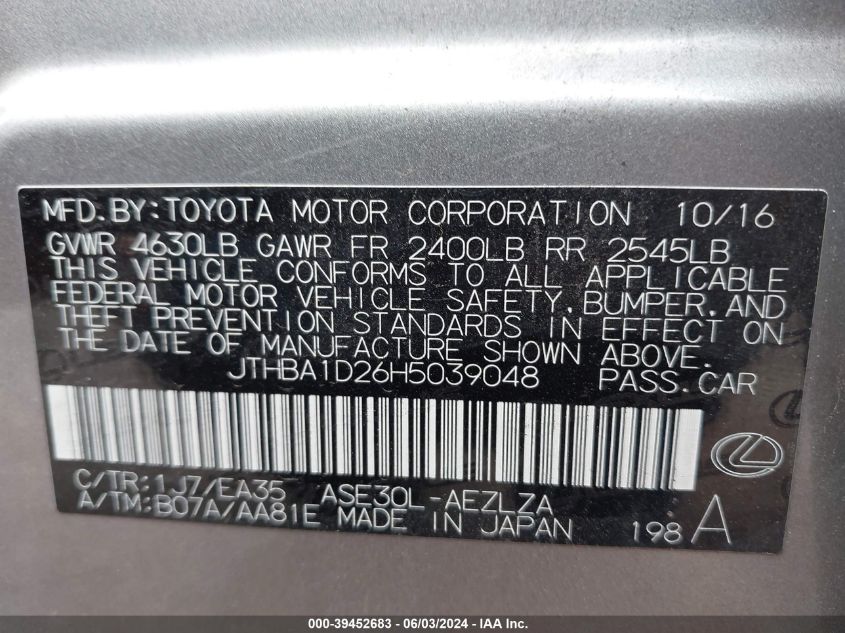 MFD.BY:TOYOTA MOTOR CORPORATION 10/16
GVWR 4630LB GAWR FR 2400LB RR 2545LB
THIS VEHICLE CONFORMS TO ALL APPLICABLE
FEDERAL MOTOR VEHICLE SAFETY,BUMPER,AND
THEFT PREVENTION STANDARDS IN EFFECT ON
THE DATE OF MANUFACTURE SHOWN ABOVE.
JTHBA1D26H5039048 PASS.CAR
C/TR:1J7/EA35 ASE30L-AEZLZA
A/TM:B07A/AA81E MADE IN JAPAN 198 A
000-39452683 - 06/03/2024 - IAA Inc.